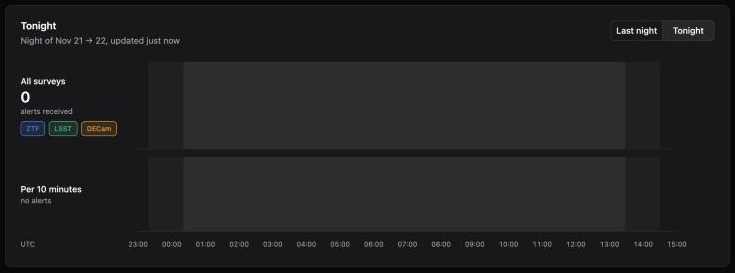 Tonight
Night of Nov 21 → 22, updated just now
Last night Tonight
All surveys
0
alerts received
ZTF LSST DECam
Per 10 minutes
no alerts
UTC 23:00 00:00 01:00 02:00 03:00 04:00 05:00 06:00 07:00 08:00 09:00 10:00 11:00 12:00 13:00 14:00 15:00